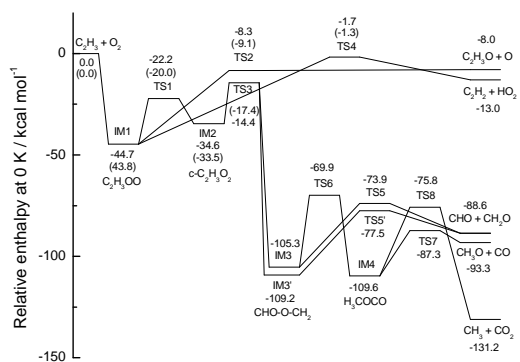 Relative enthalpy at 0 K / kcal mol⁻¹
0
-50
-100
-150
C₂H₃ + O₂
0.0
(0.0)
IM1
-44.7
(43.8)
C₂H₃OO
-22.2
(-20.0)
TS1
IM2
-34.6
(-33.5)
c-C₂H₃O₂
-8.3
(-9.1)
TS2
TS3
(-17.4)
-14.4
-1.7
(-1.3)
TS4
-8.0
C₂H₃O + O
C₂H₂ + HO₂
-13.0
-105.3
IM3
IM3'
-109.2
CHO-O-CH₂
-69.9
TS6
IM4
-109.6
H₃COCO
-73.9
TS5
TS5'
-77.5
-75.8
TS8
TS7
-87.3
-88.6
CHO + CH₂O
CH₃O + CO
-93.3
CH₃ + CO₂
-131.2